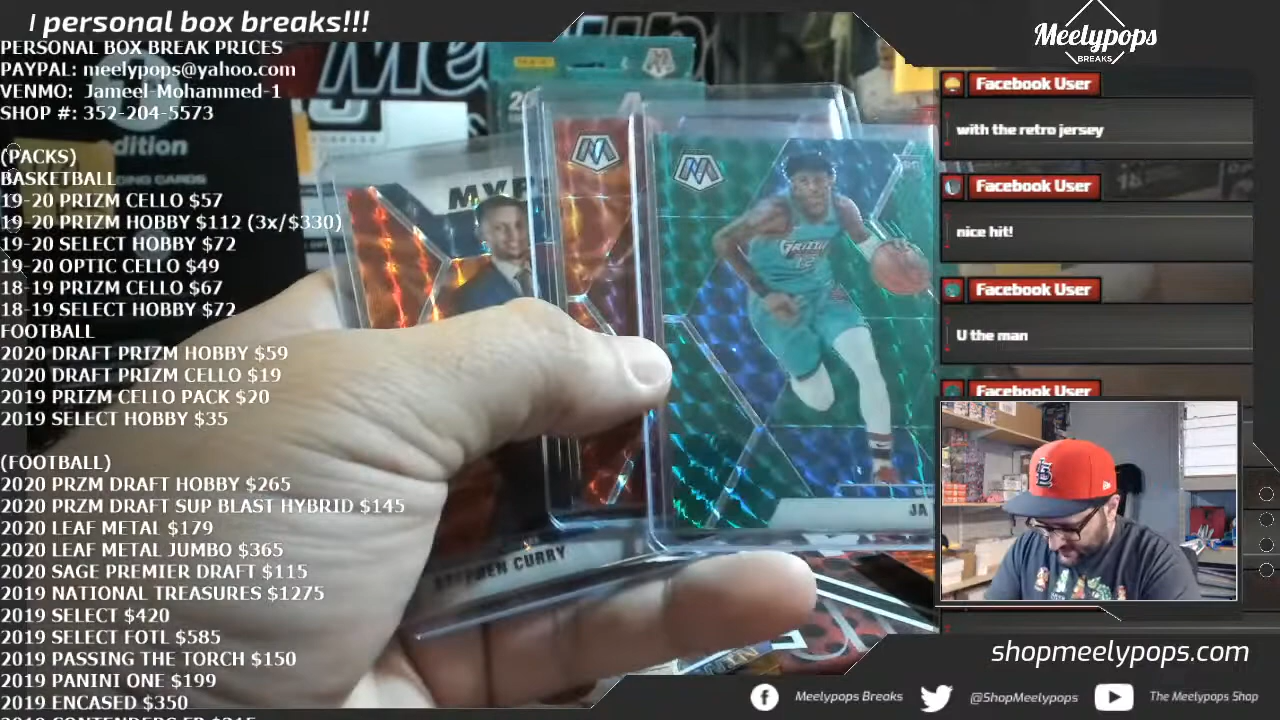 I personal box breaks!!!
PERSONAL BOX BREAK PRICES
PAYPAL: meelypops@yahoo.com
VENMO: Jameel-Mohammed-1
SHOP #: 352-204-5573
(PACKS)
BASKETBALL
19-20 PRIZM CELLO $57
19-20 PRIZM HOBBY $112 (3x/$330)
19-20 SELECT HOBBY $72
19-20 OPTIC CELLO $49
18-19 PRIZM CELLO $67
18-19 SELECT HOBBY $72
FOOTBALL
2020 DRAFT PRIZM HOBBY $59
2020 DRAFT PRIZM CELLO $19
2019 PRIZM CELLO PACK $20
2019 SELECT HOBBY $35
(FOOTBALL)
2020 PRZM DRAFT HOBBY $265
2020 PRZM DRAFT SUP BLAST HYBRID $145
2020 LEAF METAL $179
2020 LEAF METAL JUMBO $365
2020 SAGE PREMIER DRAFT $115
2019 NATIONAL TREASURES $1275
2019 SELECT $420
2019 SELECT FOTL $585
2019 PASSING THE TORCH $150
2019 PANINI ONE $199
2019 ENCASED $350
dition
MVP
STEPHEN CURRY
GRIZZ
JA
Meelypops
BREAKS
Facebook User
with the retro jersey
Facebook User
nice hit!
Facebook User
U the man
Facebook User
shopmeelypops.com
Meelypops Breaks
@ShopMeelypops
The Meelypops Shop